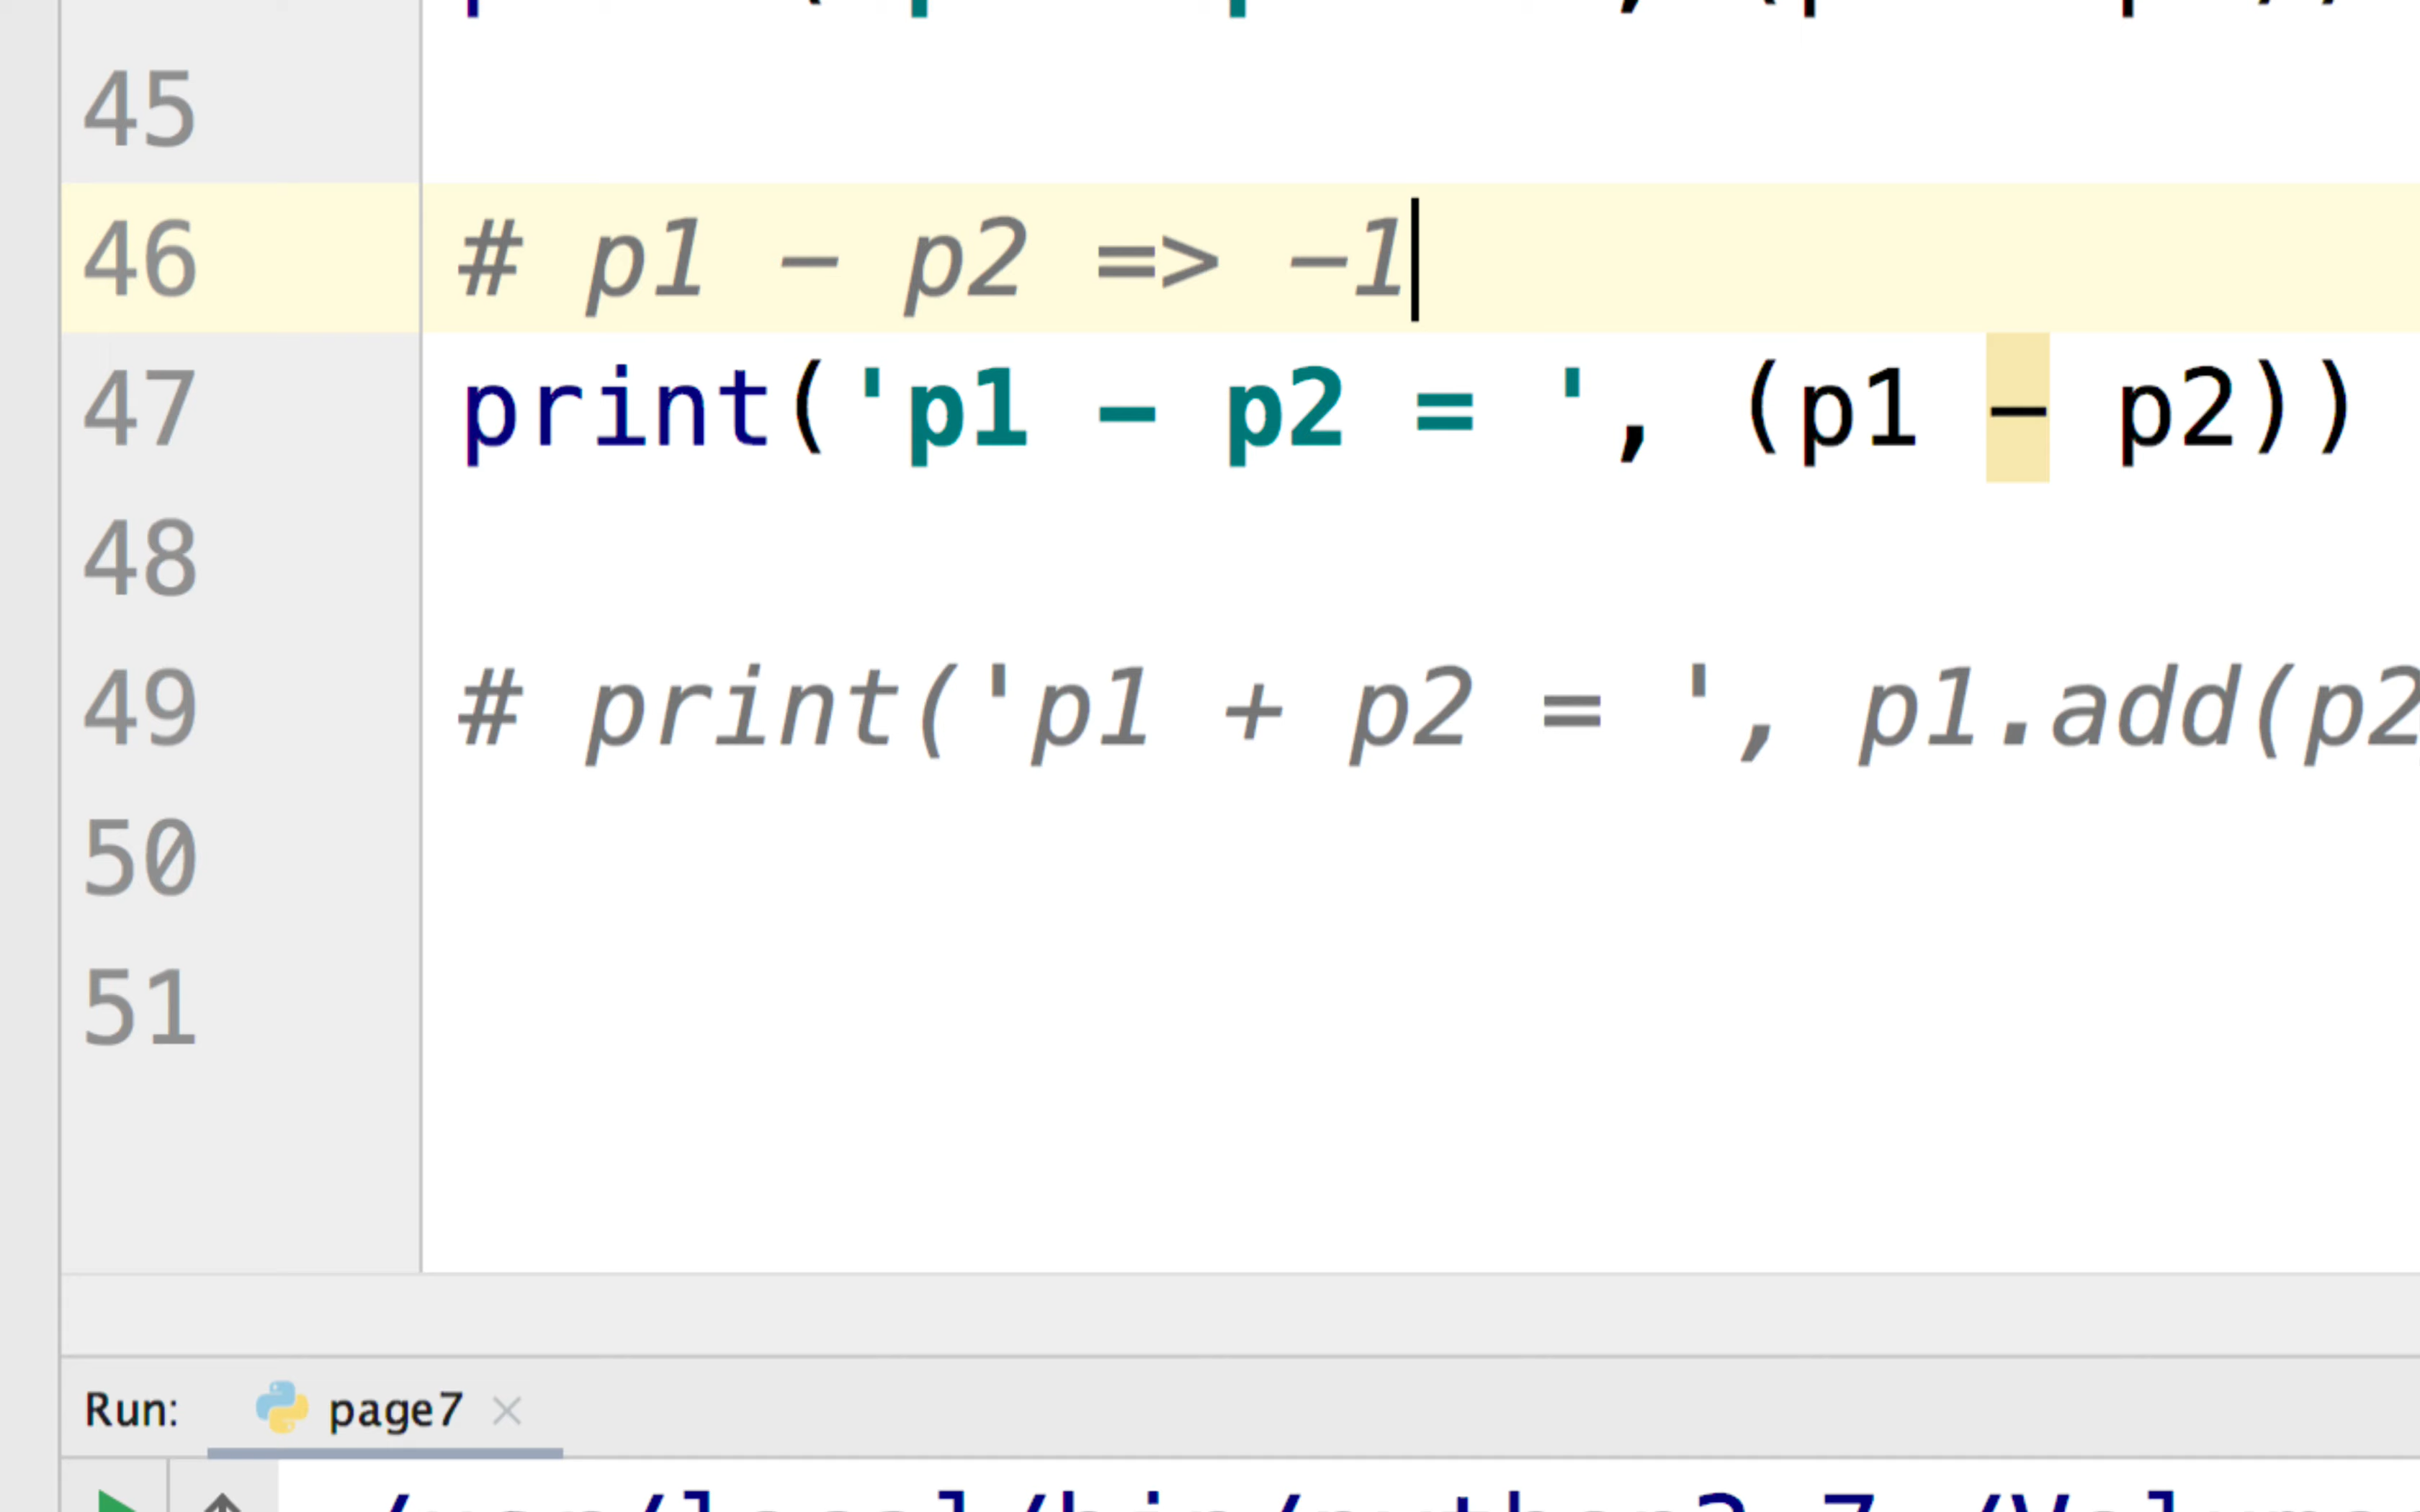 45
46 # p1 - p2 => -1
47 print('p1 - p2 = ', (p1 - p2))
48
49 # print('p1 + p2 = ', p1.add(p2
50
51
Run: page7